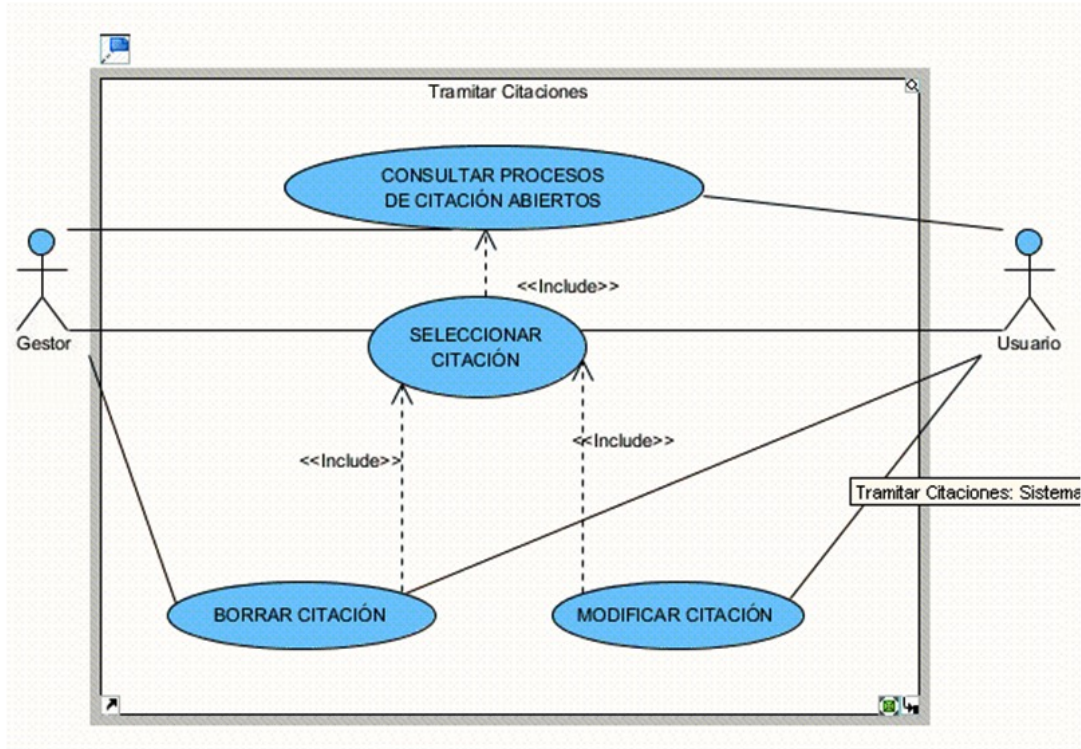 Tramitar Citaciones
CONSULTAR PROCESOS
DE CITACIÓN ABIERTOS
<<Include>>
SELECCIONAR
CITACIÓN
Gestor
Usuario
<<Include>>
<<Include>>
Tramitar Citaciones: Sistema
BORRAR CITACIÓN
MODIFICAR CITACIÓN